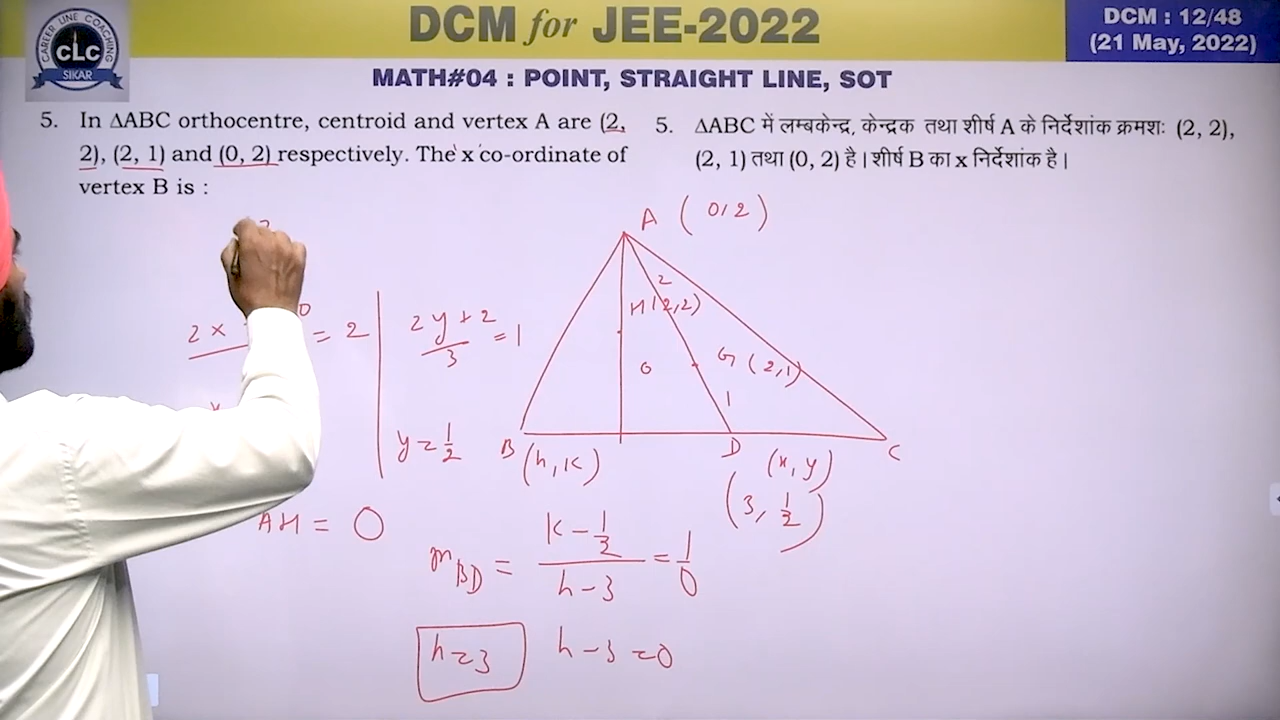 CAREER LINE COACHING
CLC
SIKAR
DCM for JEE-2022
DCM : 12/48
(21 May, 2022)
MATH#04 : POINT, STRAIGHT LINE, SOT
5. In ΔABC orthocentre, centroid and vertex A are (2,
2), (2, 1) and (0, 2) respectively. The x co-ordinate of
vertex B is :
5. ΔABC में लम्बकेन्द्र, केन्द्रक तथा शीर्ष A के निर्देशांक क्रमशः (2, 2),
(2, 1) तथा (0, 2) है। शीर्ष B का x निर्देशांक है।
A (0,2)
2
H(2,2)
G (2,1)
1
B (h,k)
D (x,y)
C
(3, 1/2)
2x
0
= 2
2y+2/3 = 1
y = 1/2
AH = 0
mBD = k - 1/2 / h - 3 = 1/0
h = 3
h - 3 = 0